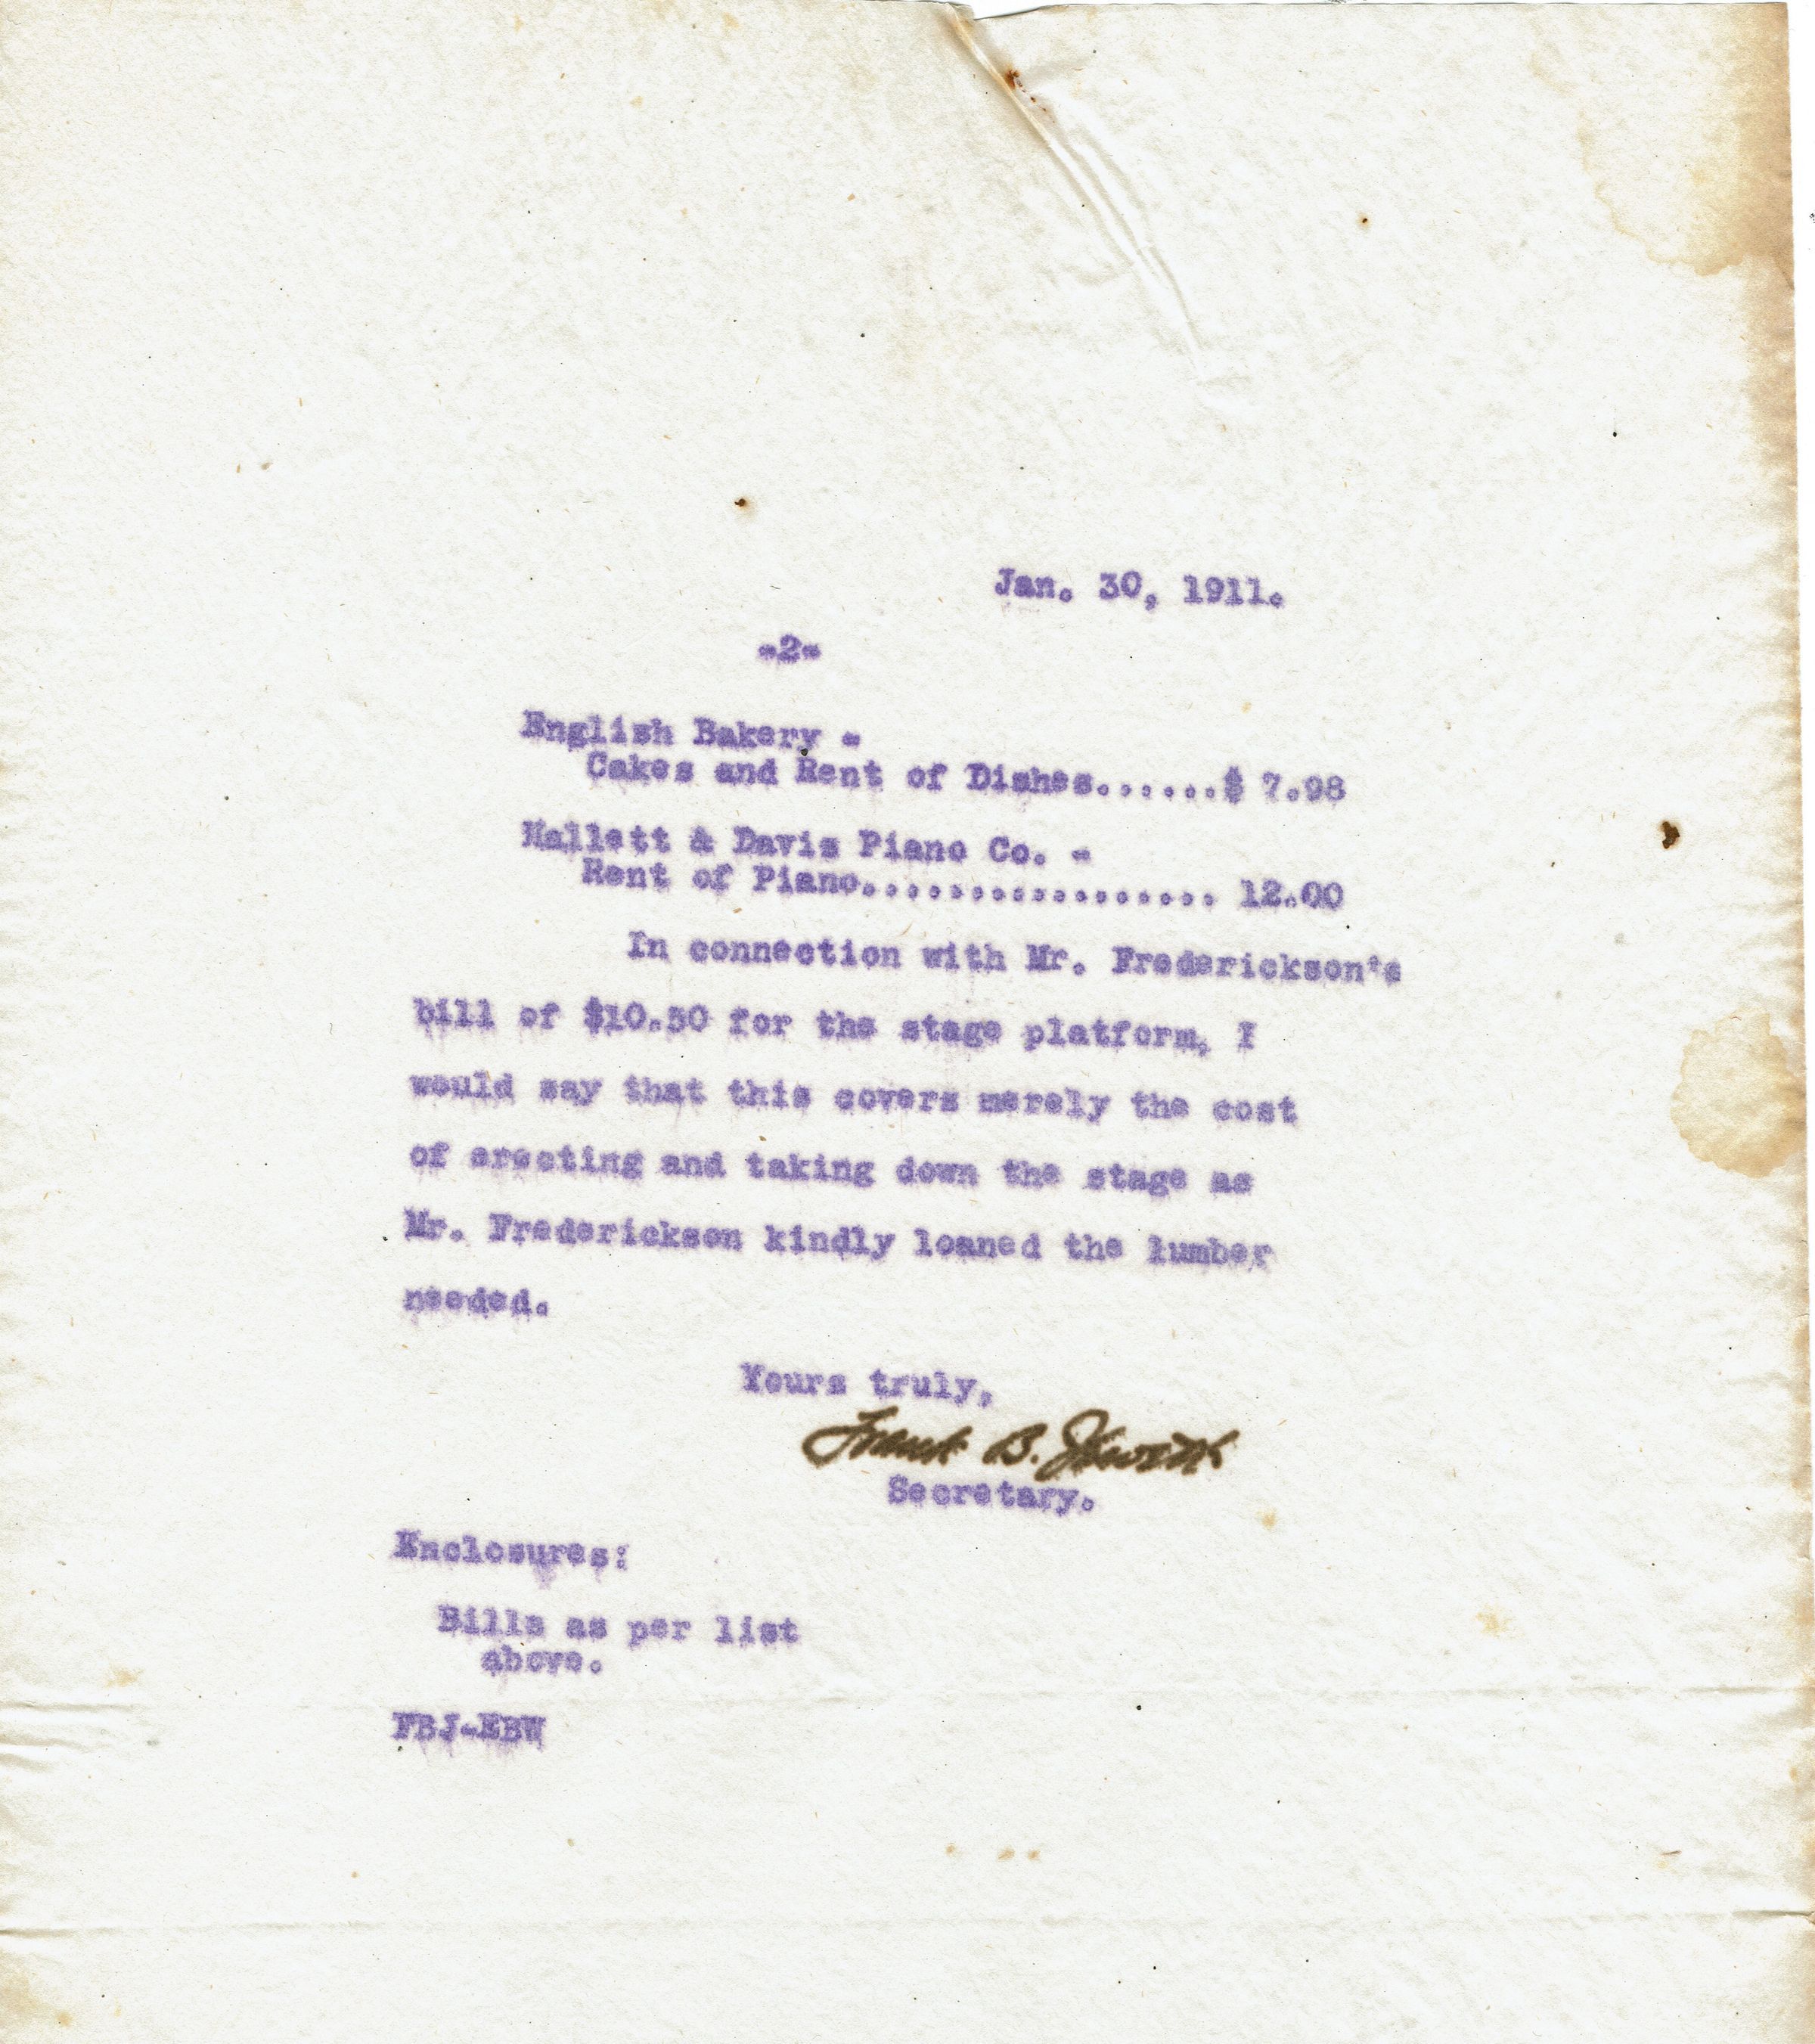 Jan. 30, 1911.
-2-
English Bakery -
Cakes and Rent of Dishes.......$ 7.98
Hallett & Davis Piano Co. -
Rent of Piano................. 12.00
In connection with Mr. Frederickson's
bill of $10.50 for the stage platform, I
would say that this covers merely the cost
of erecting and taking down the stage as
Mr. Frederickson kindly loaned the lumber
needed.
Yours truly,
Frank B.
Secretary.
Enclosures:
Bills as per list
above.
FBJ-EBW